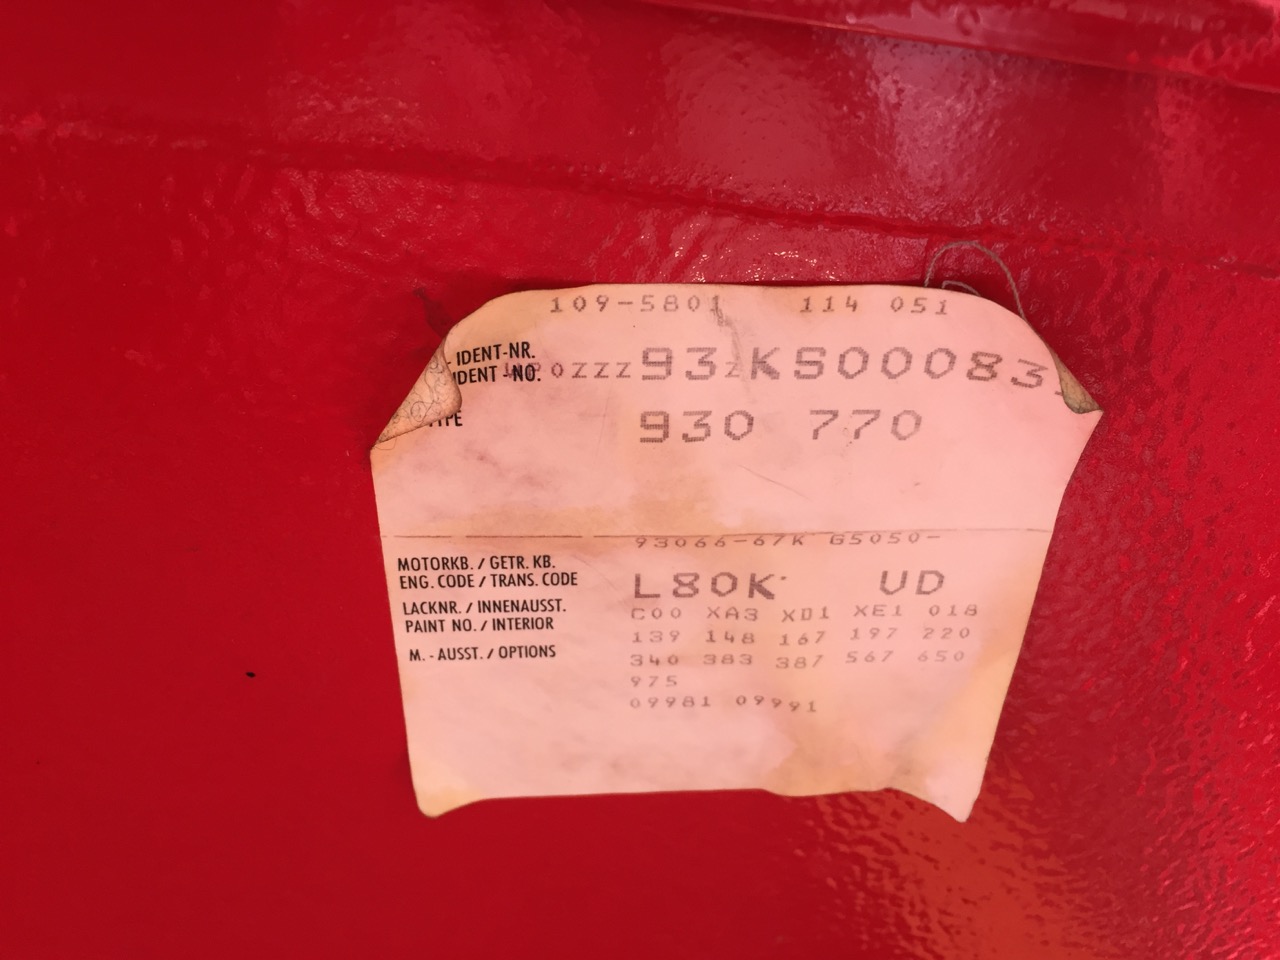 109-5801 114 051
IDENT-NR.
IDENT-NO. 0ZZZ93ZKS00083
930 770
93066-67K G5050-
MOTORKB. / GETR. KB.
ENG. CODE / TRANS. CODE L80K UD
LACKNR. / INNENAUSST. C00 XA3 XD1 XE1 018
PAINT NO. / INTERIOR 139 148 167 197 220
M. - AUSST. / OPTIONS 340 383 387 567 650
975
09981 09991